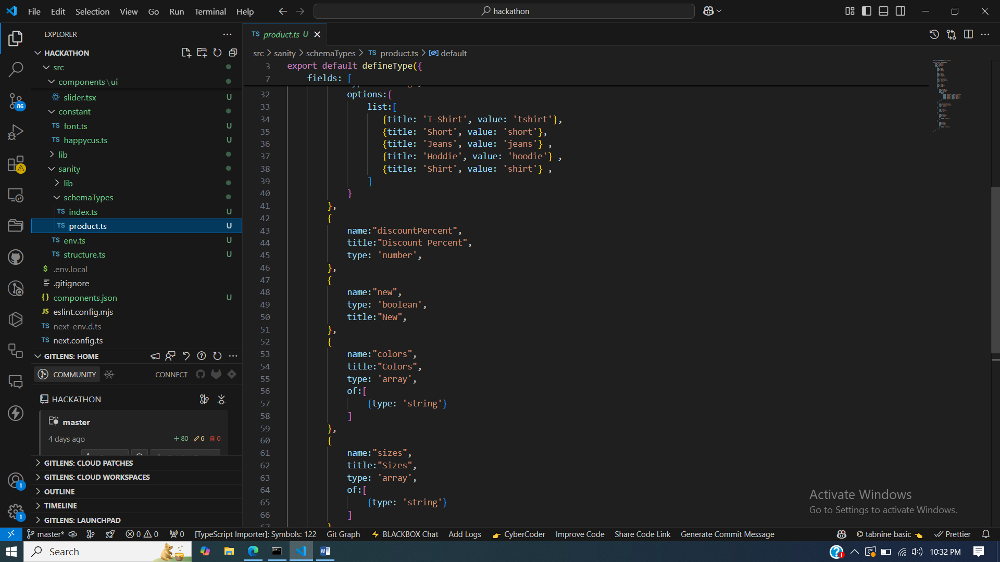 File Edit Selection View Go Run Terminal Help
hackathon
EXPLORER
HACKATHON
src
components\ui
slider.tsx U
constant
TS font.ts U
TS happycus.ts U
lib
sanity
lib
schemaTypes
TS index.ts U
TS product.ts U
TS env.ts U
TS structure.ts U
$ .env.local
.gitignore
{} components.json U
JS eslint.config.mjs
TS next-env.d.ts
TS next.config.ts
GITLENS: HOME
COMMUNITY CONNECT
HACKATHON
master
4 days ago +80 6 0
GITLENS: CLOUD PATCHES
GITLENS: CLOUD WORKSPACES
OUTLINE
TIMELINE
GITLENS: LAUNCHPAD
86
1
1
TS product.ts U
src > sanity > schemaTypes > TS product.ts > default
3 export default defineType({
7 fields: [
32 options:{
33 list:[
34 {title: 'T-Shirt', value: 'tshirt'},
35 {title: 'Short', value: 'short'},
36 {title: 'Jeans', value: 'jeans'} ,
37 {title: 'Hoddie', value: 'hoodie'} ,
38 {title: 'Shirt', value: 'shirt'} ,
39 ]
40 }
41 },
42 {
43 name:"discountPercent",
44 title:"Discount Percent",
45 type: 'number',
46 },
47 {
48 name:"new",
49 type: 'boolean',
50 title:"New",
51 },
52 {
53 name:"colors",
54 title:"Colors",
55 type: 'array',
56 of:[
57 {type: 'string'}
58 ]
59 },
60 {
61 name:"sizes",
62 title:"Sizes",
63 type: 'array',
64 of:[
65 {type: 'string'}
66 ]
Activate Windows
Go to Settings to activate Windows.
master* 0 0 0 [TypeScript Importer]: Symbols: 122 Git Graph BLACKBOX Chat Add Logs CyberCoder Improve Code Share Code Link Generate Commit Message tabnine basic Prettier
Search 10:32 PM